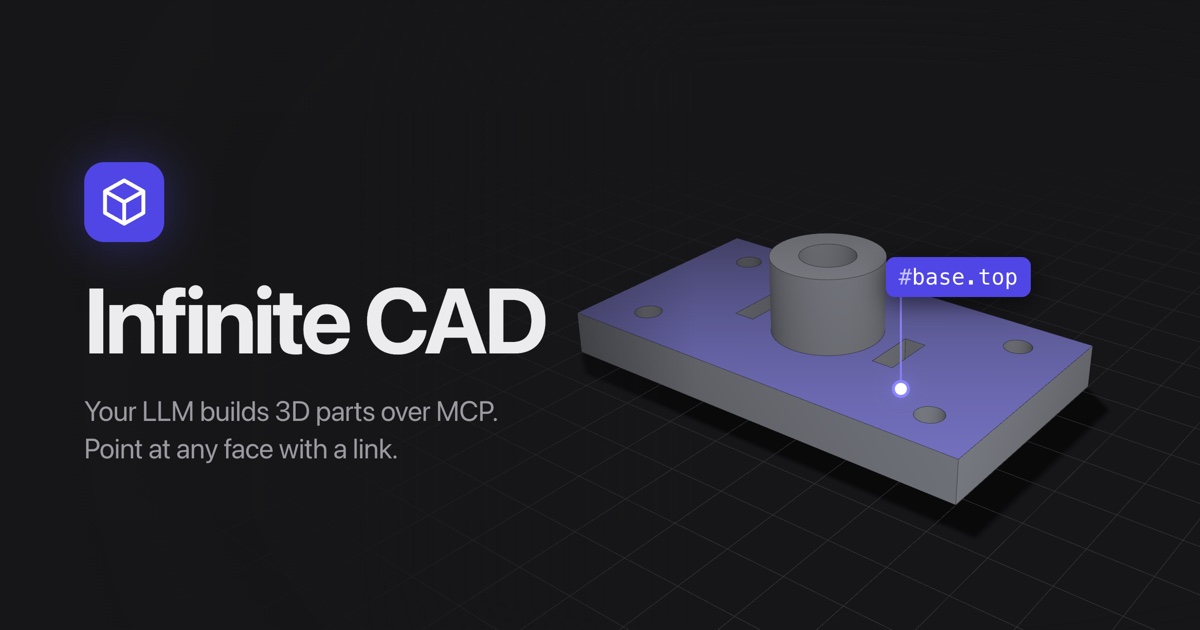 Infinite CAD
#base.top
Your LLM builds 3D parts over MCP.
Point at any face with a link.